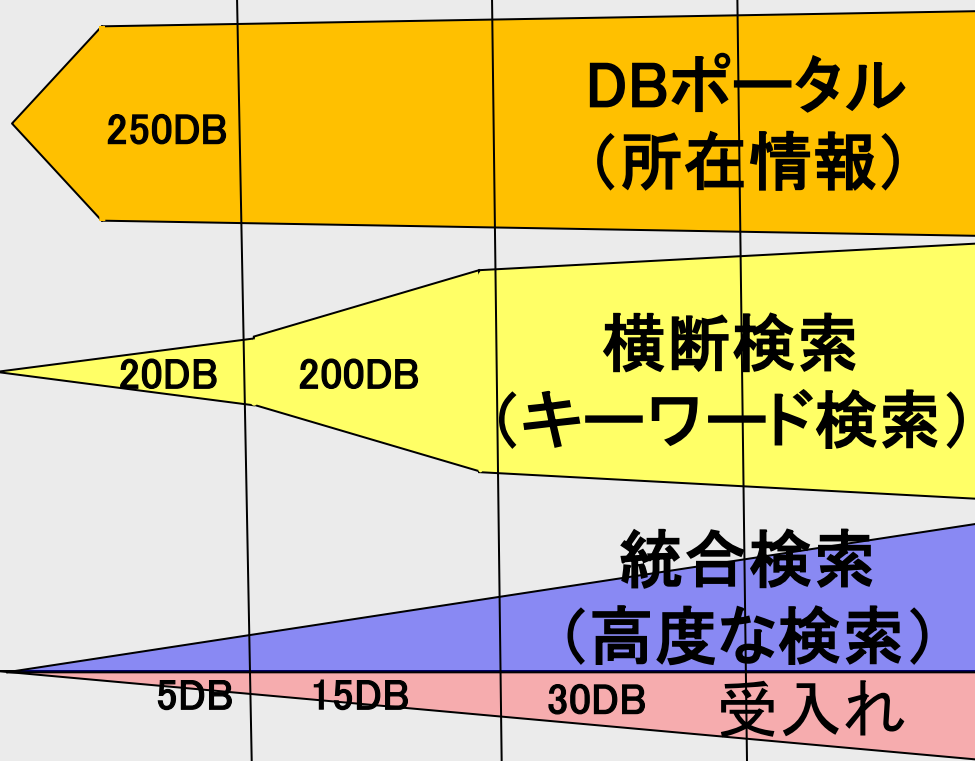 DBポータル
（所在情報）
250DB
横断検索
（キーワード検索）
20DB
200DB
統合検索
（高度な検索）
5DB
15DB
30DB
受入れ